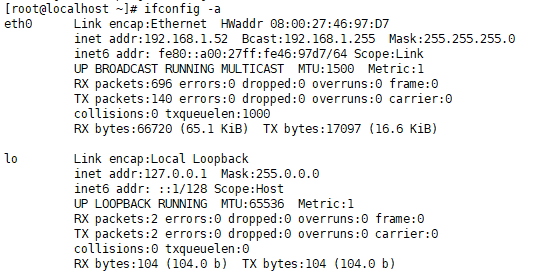 [root@localhost ~]# ifconfig -a
eth0      Link encap:Ethernet  HWaddr 08:00:27:46:97:D7
          inet addr:192.168.1.52  Bcast:192.168.1.255  Mask:255.255.255.0
          inet6 addr: fe80::a00:27ff:fe46:97d7/64 Scope:Link
          UP BROADCAST RUNNING MULTICAST  MTU:1500  Metric:1
          RX packets:696 errors:0 dropped:0 overruns:0 frame:0
          TX packets:140 errors:0 dropped:0 overruns:0 carrier:0
          collisions:0 txqueuelen:1000
          RX bytes:66720 (65.1 KiB)  TX bytes:17097 (16.6 KiB)

lo        Link encap:Local Loopback
          inet addr:127.0.0.1  Mask:255.0.0.0
          inet6 addr: ::1/128 Scope:Host
          UP LOOPBACK RUNNING  MTU:65536  Metric:1
          RX packets:2 errors:0 dropped:0 overruns:0 frame:0
          TX packets:2 errors:0 dropped:0 overruns:0 carrier:0
          collisions:0 txqueuelen:0
          RX bytes:104 (104.0 b)  TX bytes:104 (104.0 b)